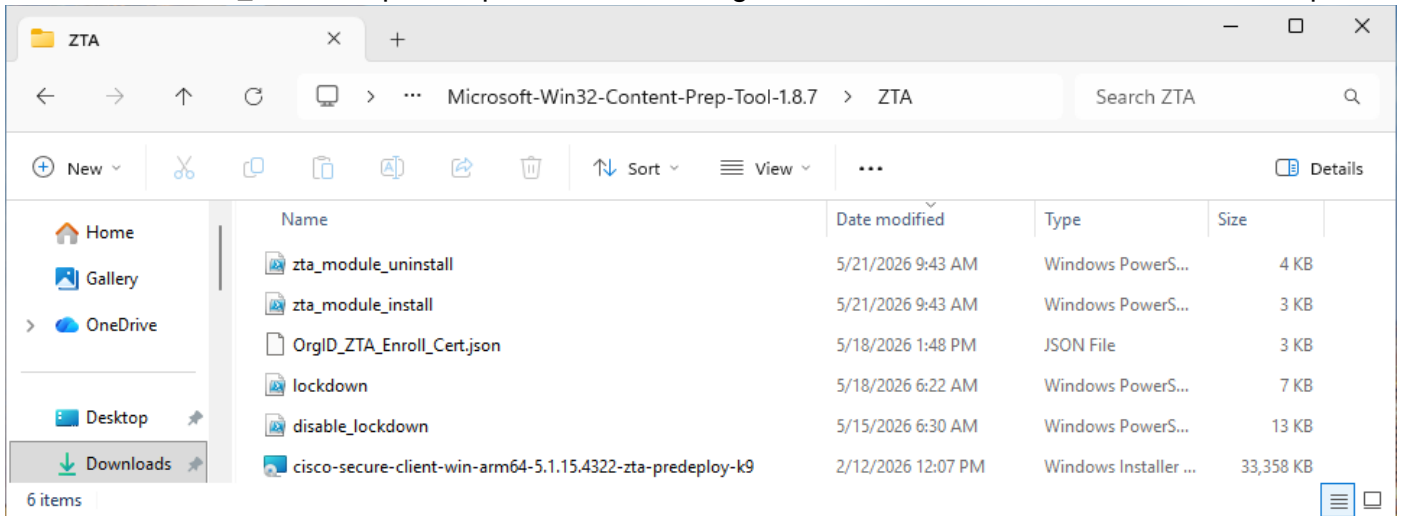 ZTA
Microsoft-Win32-Content-Prep-Tool-1.8.7 > ZTA
Search ZTA
New
Sort
View
Details
Name Date modified Type Size
Home
Gallery
OneDrive
Desktop
Downloads
zta_module_uninstall 5/21/2026 9:43 AM Windows PowerS... 4 KB
zta_module_install 5/21/2026 9:43 AM Windows PowerS... 3 KB
OrgID_ZTA_Enroll_Cert.json 5/18/2026 1:48 PM JSON File 3 KB
lockdown 5/18/2026 6:22 AM Windows PowerS... 7 KB
disable_lockdown 5/15/2026 6:30 AM Windows PowerS... 13 KB
cisco-secure-client-win-arm64-5.1.15.4322-zta-predeploy-k9 2/12/2026 12:07 PM Windows Installer ... 33,358 KB
6 items